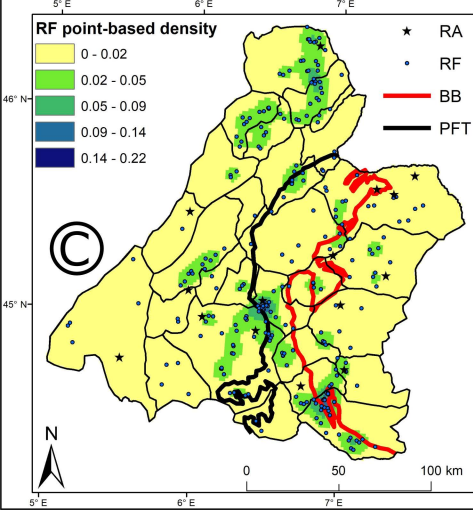 5° E 6° E 7° E
RF point-based density
0 - 0.02
0.02 - 0.05
0.05 - 0.09
0.09 - 0.14
0.14 - 0.22
RA
RF
BB
PFT
46° N
©
45° N
N
0 50 100 km
5° E 6° E 7° E